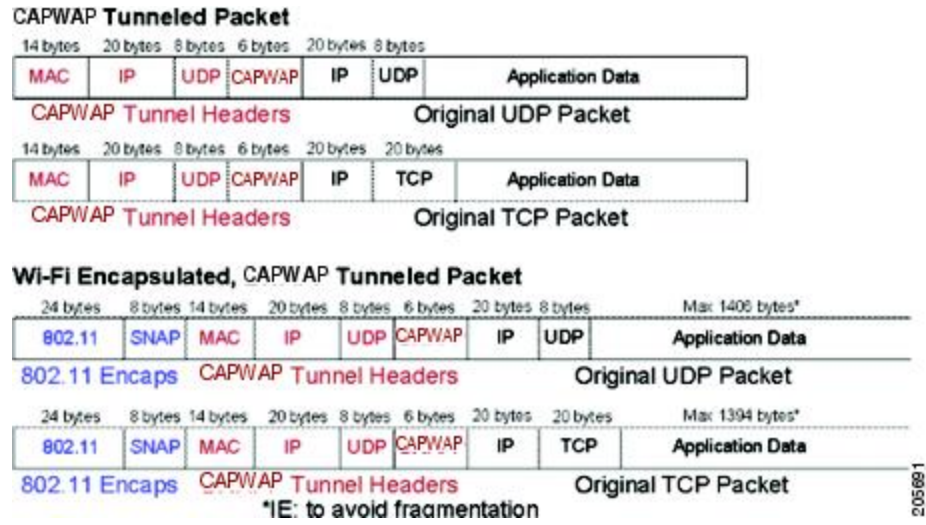 CAPWAP Tunneled Packet
14 bytes 20 bytes 8 bytes 6 bytes 20 bytes 8 bytes
MAC IP UDP CAPWAP IP UDP Application Data
CAPWAP Tunnel Headers Original UDP Packet
14 bytes 20 bytes 8 bytes 6 bytes 20 bytes 20 bytes
MAC IP UDP CAPWAP IP TCP Application Data
CAPWAP Tunnel Headers Original TCP Packet
Wi-Fi Encapsulated, CAPWAP Tunneled Packet
24 bytes 8 bytes 14 bytes 20 bytes 8 bytes 6 bytes 20 bytes 8 bytes Max 1406 bytes*
802.11 SNAP MAC IP UDP CAPWAP IP UDP Application Data
802.11 Encaps CAPWAP Tunnel Headers Original UDP Packet
24 bytes 8 bytes 14 bytes 20 bytes 8 bytes 6 bytes 20 bytes 20 bytes Max 1394 bytes*
802.11 SNAP MAC IP UDP CAPWAP IP TCP Application Data
802.11 Encaps CAPWAP Tunnel Headers Original TCP Packet
*IE: to avoid fragmentation
205691